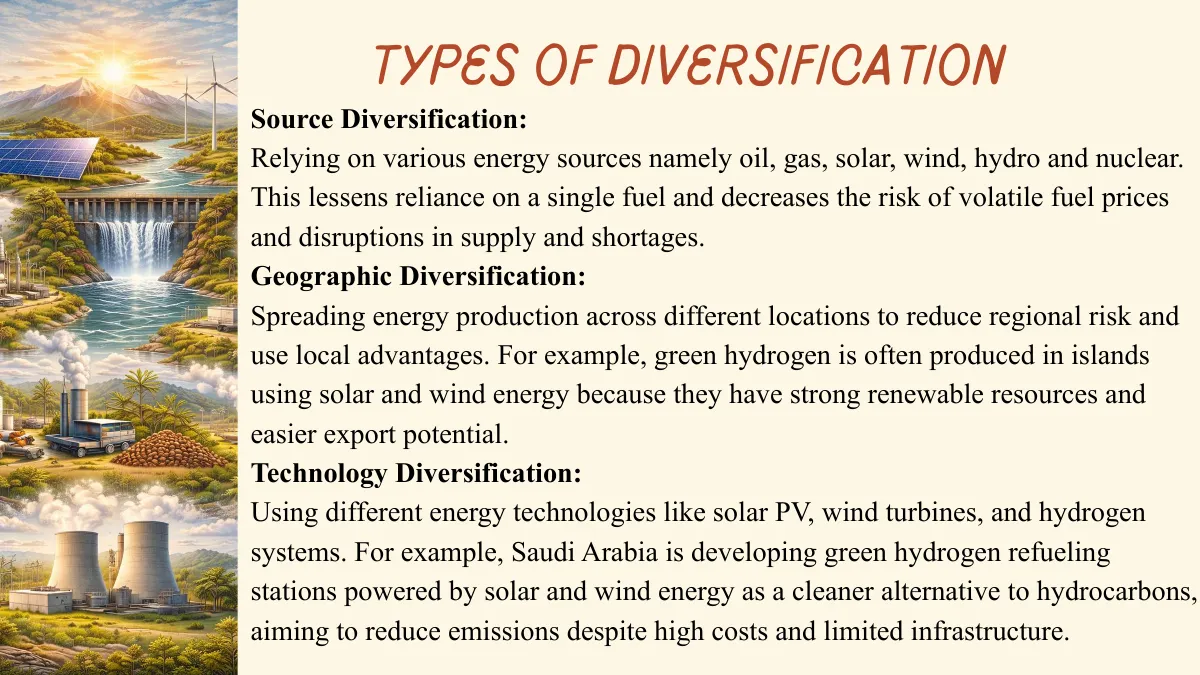 TYPES OF DIVERSIFICATION
Source Diversification:
Relying on various energy sources namely oil, gas, solar, wind, hydro and nuclear.
This lessens reliance on a single fuel and decreases the risk of volatile fuel prices
and disruptions in supply and shortages.
Geographic Diversification:
Spreading energy production across different locations to reduce regional risk and
use local advantages. For example, green hydrogen is often produced in islands
using solar and wind energy because they have strong renewable resources and
easier export potential.
Technology Diversification:
Using different energy technologies like solar PV, wind turbines, and hydrogen
systems. For example, Saudi Arabia is developing green hydrogen refueling
stations powered by solar and wind energy as a cleaner alternative to hydrocarbons,
aiming to reduce emissions despite high costs and limited infrastructure.